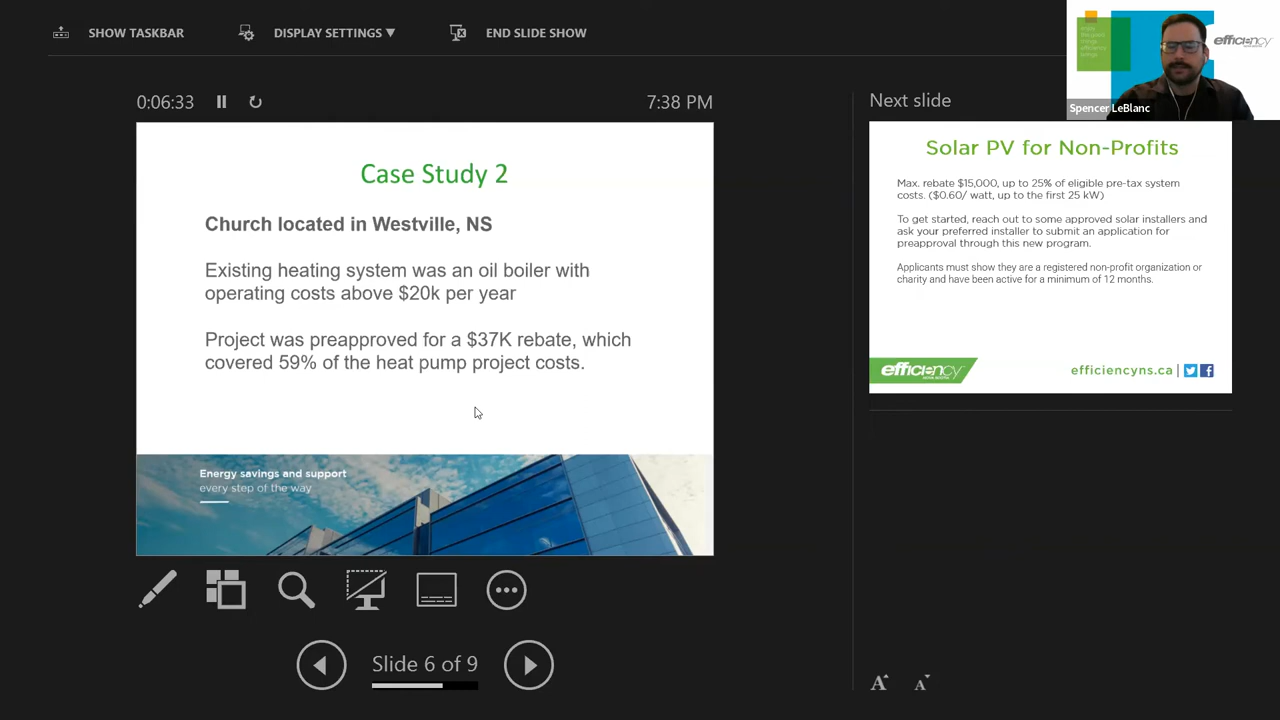 SHOW TASKBAR
DISPLAY SETTINGS ▼
END SLIDE SHOW
efficiency
Spencer LeBlanc
0:06:33
7:38 PM
Next slide
Case Study 2
Church located in Westville, NS
Existing heating system was an oil boiler with
operating costs above $20k per year
Project was preapproved for a $37K rebate, which
covered 59% of the heat pump project costs.
Energy savings and support
every step of the way
Solar PV for Non-Profits
Max. rebate $15,000, up to 25% of eligible pre-tax system
costs. ($0.60/ watt, up to the first 25 kW)
To get started, reach out to some approved solar installers and
ask your preferred installer to submit an application for
preapproval through this new program.
Applicants must show they are a registered non-profit organization or
charity and have been active for a minimum of 12 months.
efficiency
NOVA SCOTIA
efficiencyns.ca |
Slide 6 of 9
A A